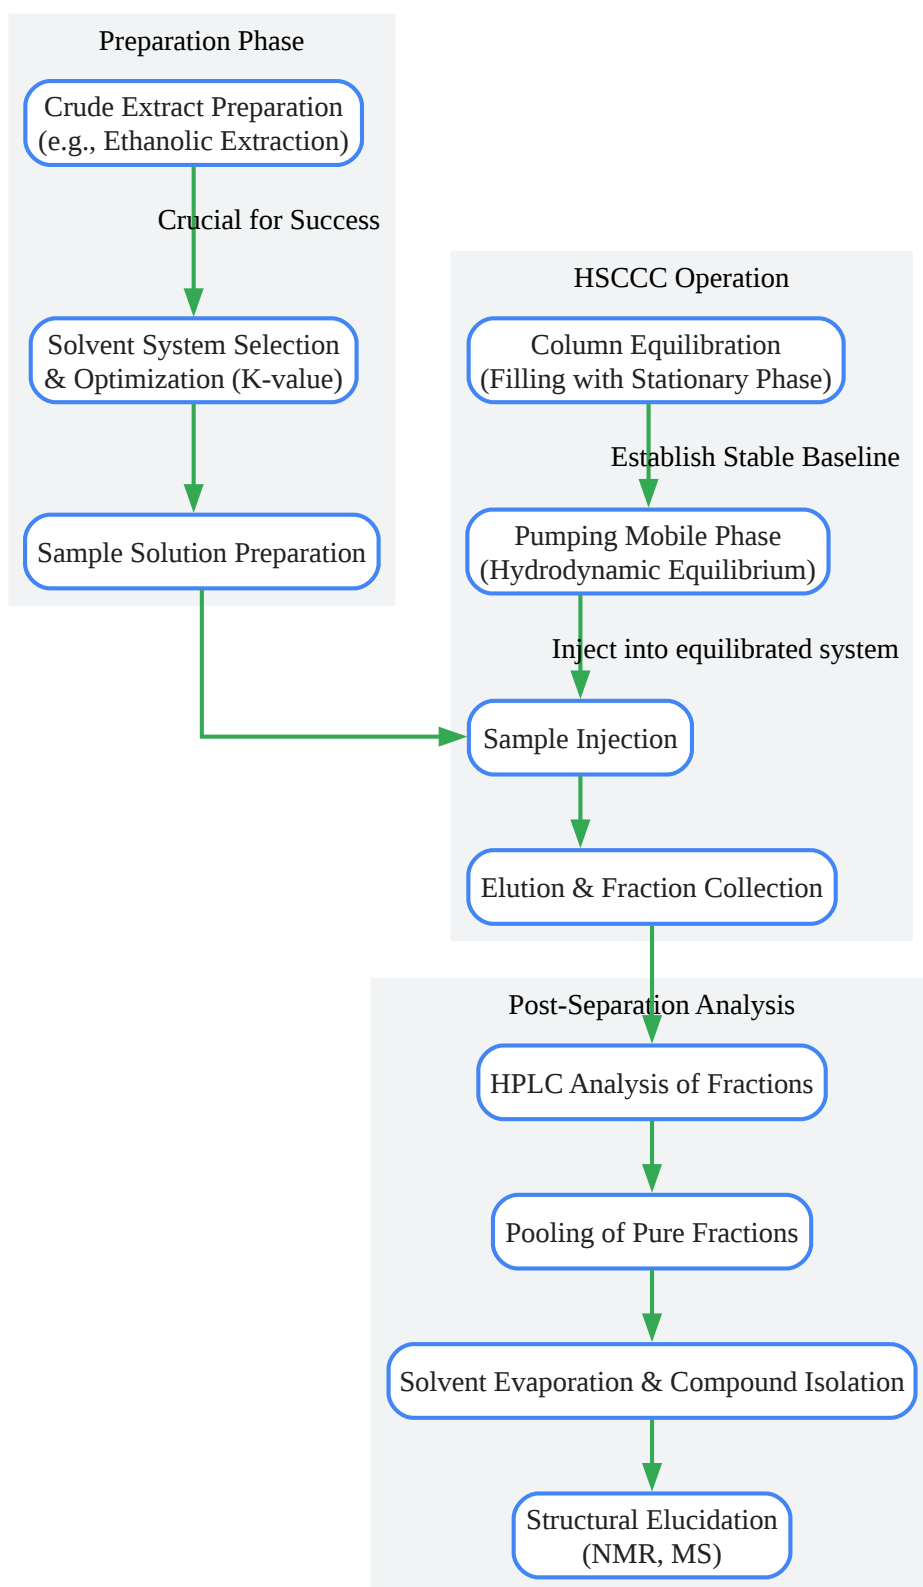 Preparation Phase
Crude Extract Preparation
(e.g., Ethanolic Extraction)
Crucial for Success
Solvent System Selection
& Optimization (K-value)
Sample Solution Preparation
HSCCC Operation
Column Equilibration
(Filling with Stationary Phase)
Establish Stable Baseline
Pumping Mobile Phase
(Hydrodynamic Equilibrium)
Inject into equilibrated system
Sample Injection
Elution & Fraction Collection
Post-Separation Analysis
HPLC Analysis of Fractions
Pooling of Pure Fractions
Solvent Evaporation & Compound Isolation
Structural Elucidation
(NMR, MS)